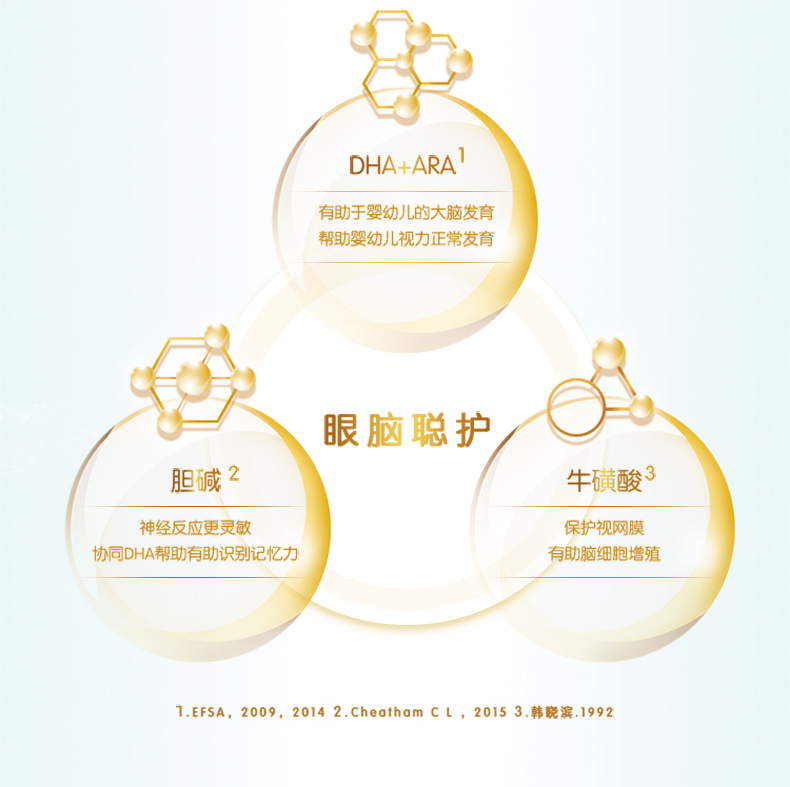 DHA+ARA1
有助于婴幼儿的大脑发育
帮助婴幼儿视力正常发育
眼脑聪护
胆碱2
神经反应更灵敏
协同DHA帮助有助识别记忆力
牛磺酸3
保护视网膜
有助脑细胞增殖
1.EFSA，2009，2014 2.Cheatham C L ，2015 3.韩晓滨.1992